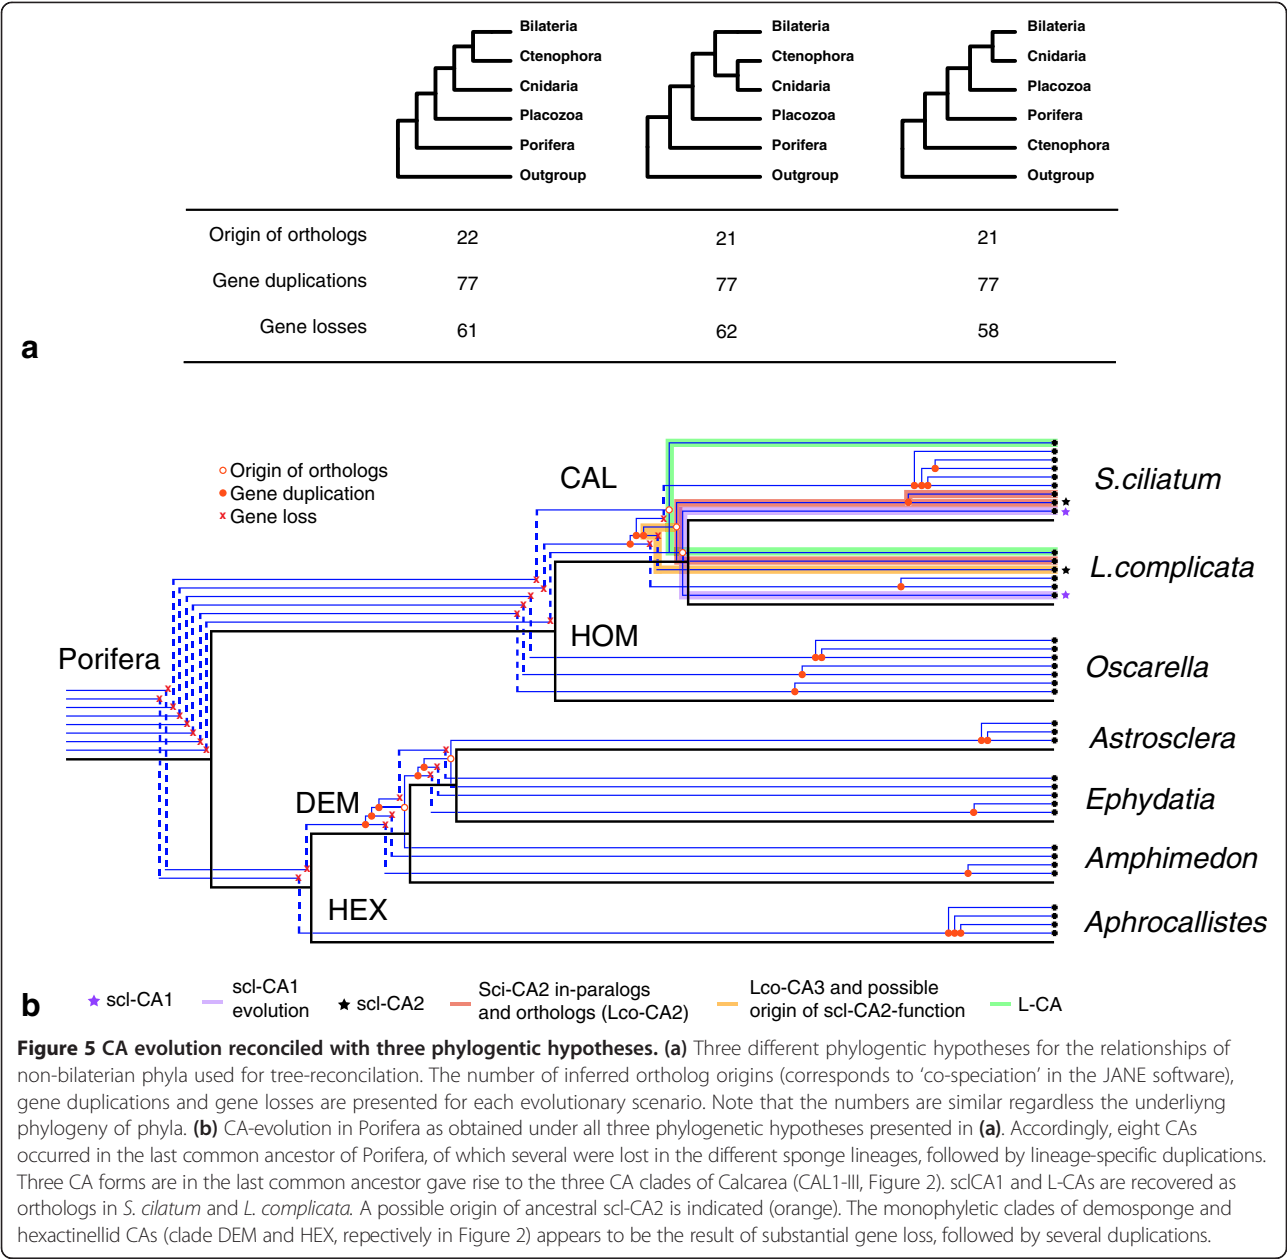 Bilateria
Ctenophora
Cnidaria
Placozoa
Porifera
Outgroup
Bilateria
Ctenophora
Cnidaria
Placozoa
Porifera
Outgroup
Bilateria
Cnidaria
Placozoa
Porifera
Ctenophora
Outgroup
Origin of orthologs 22 21 21
Gene duplications 77 77 77
Gene losses 61 62 58
a
Origin of orthologs
Gene duplication
x Gene loss
CAL
HOM
Porifera
DEM
HEX
S.ciliatum
L.complicata
Oscarella
Astrosclera
Ephydatia
Amphimedon
Aphrocallistes
b
scl-CA1
scl-CA1
evolution
scl-CA2
Sci-CA2 in-paralogs
and orthologs (Lco-CA2)
Lco-CA3 and possible
origin of scl-CA2-function
L-CA
Figure 5 CA evolution reconciled with three phylogentic hypotheses. (a) Three different phylogentic hypotheses for the relationships of
non-bilaterian phyla used for tree-reconcilation. The number of inferred ortholog origins (corresponds to ‘co-speciation’ in the JANE software),
gene duplications and gene losses are presented for each evolutionary scenario. Note that the numbers are similar regardless the underliyng
phylogeny of phyla. (b) CA-evolution in Porifera as obtained under all three phylogenetic hypotheses presented in (a). Accordingly, eight CAs
occurred in the last common ancestor of Porifera, of which several were lost in the different sponge lineages, followed by lineage-specific duplications.
Three CA forms are in the last common ancestor gave rise to the three CA clades of Calcarea (CAL1-III, Figure 2). sclCA1 and L-CAs are recovered as
orthologs in S. cilatum and L. complicata. A possible origin of ancestral scl-CA2 is indicated (orange). The monophyletic clades of demosponge and
hexactinellid CAs (clade DEM and HEX, repectively in Figure 2) appears to be the result of substantial gene loss, followed by several duplications.